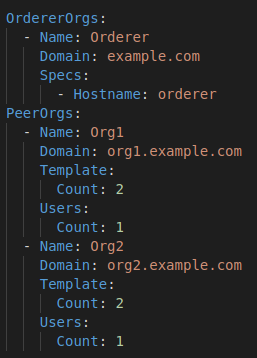 OrdererOrgs:
  - Name: Orderer
    Domain: example.com
    Specs:
      - Hostname: orderer
PeerOrgs:
  - Name: Org1
    Domain: org1.example.com
    Template:
      Count: 2
    Users:
      Count: 1
  - Name: Org2
    Domain: org2.example.com
    Template:
      Count: 2
    Users:
      Count: 1